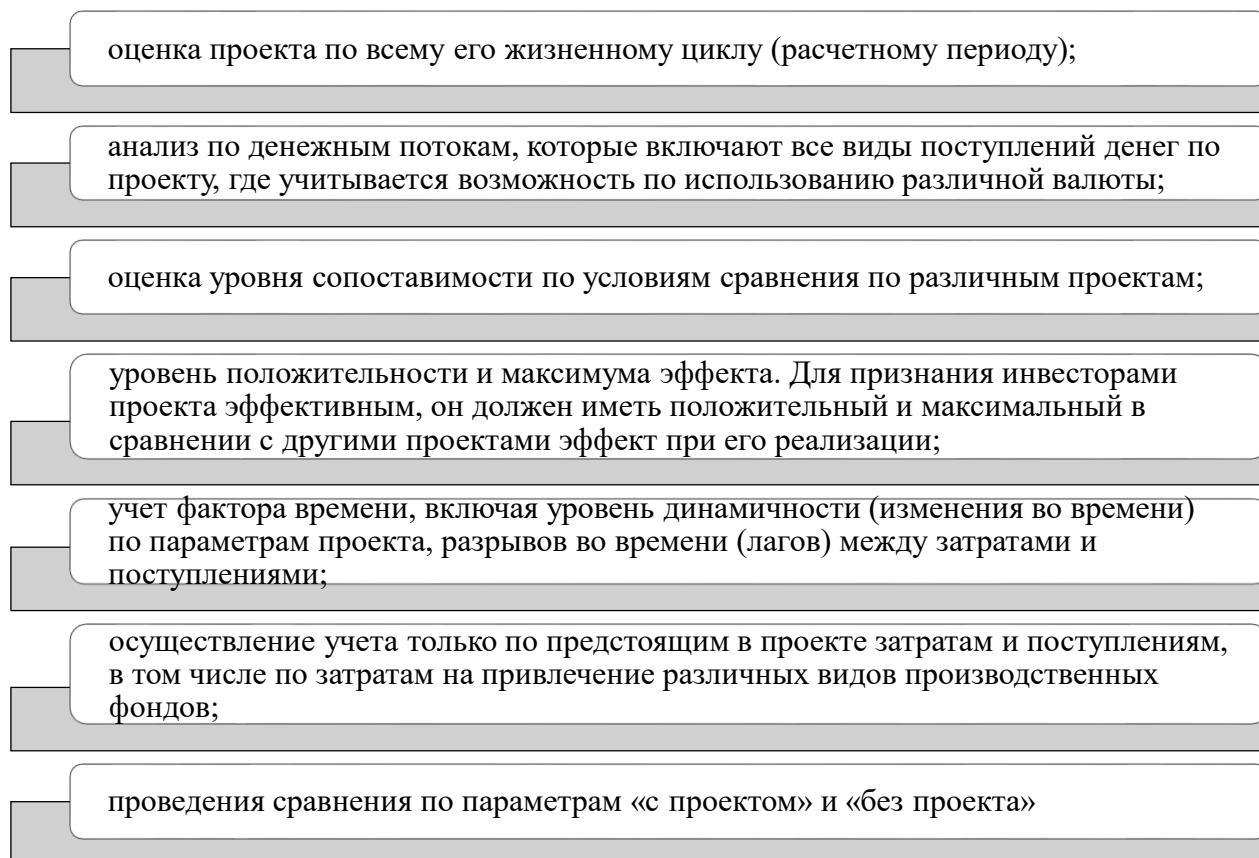 оценка проекта по всему его жизненному циклу (расчетному периоду);
анализ по денежным потокам, которые включают все виды поступлений денег по
проекту, где учитывается возможность по использованию различной валюты;
оценка уровня сопоставимости по условиям сравнения по различным проектам;
уровень положительности и максимума эффекта. Для признания инвесторами
проекта эффективным, он должен иметь положительный и максимальный в
сравнении с другими проектами эффект при его реализации;
учет фактора времени, включая уровень динамичности (изменения во времени)
по параметрам проекта, разрывов во времени (лагов) между затратами и
поступлениями;
осуществление учета только по предстоящим в проекте затратам и поступлениям,
в том числе по затратам на привлечение различных видов производственных
фондов;
проведения сравнения по параметрам «с проектом» и «без проекта»